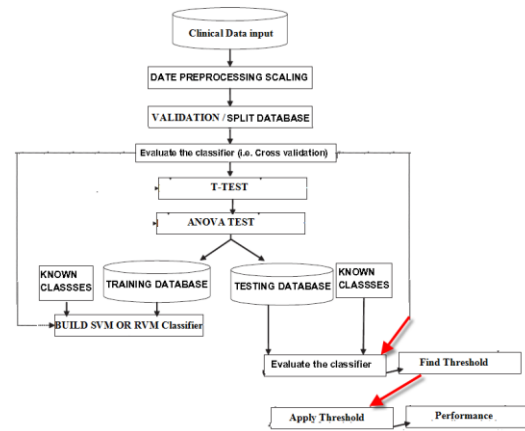 Clinical Data input
DATE PREPROCESSING SCALING
VALIDATION / SPLIT DATABASE
Evaluate the classifier (i.e. Cross validation)
T-TEST
ANOVA TEST
KNOWN
CLASSSES
TRAINING DATABASE
TESTING DATABASE
KNOWN
CLASSSES
BUILD SVM OR RVM Classifier
Evaluate the classifier
Find Threshold
Apply Threshold
Performance